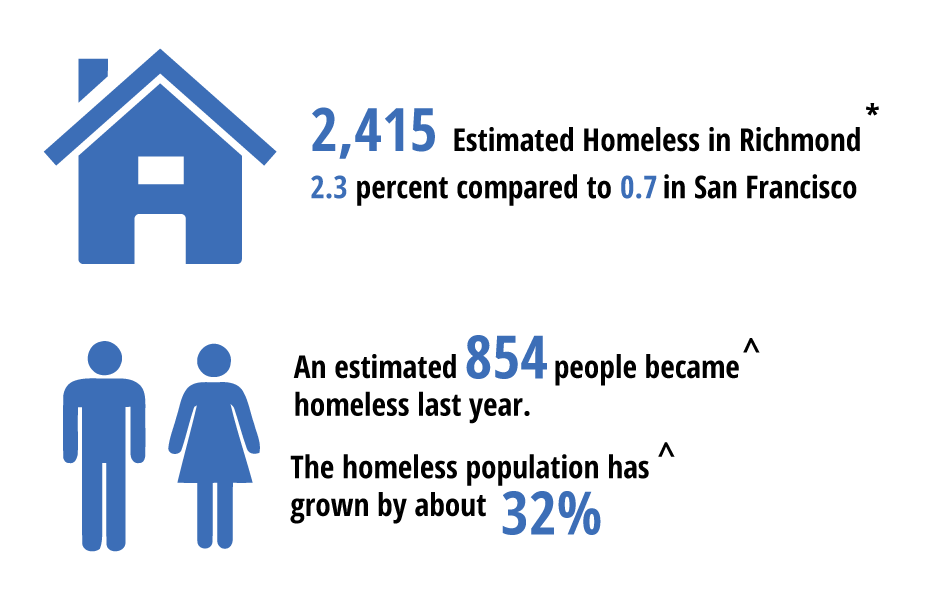 2,415 Estimated Homeless in Richmond*
2.3 percent compared to 0.7 in San Francisco
An estimated 854 people became^
homeless last year.
The homeless population has^
grown by about 32%